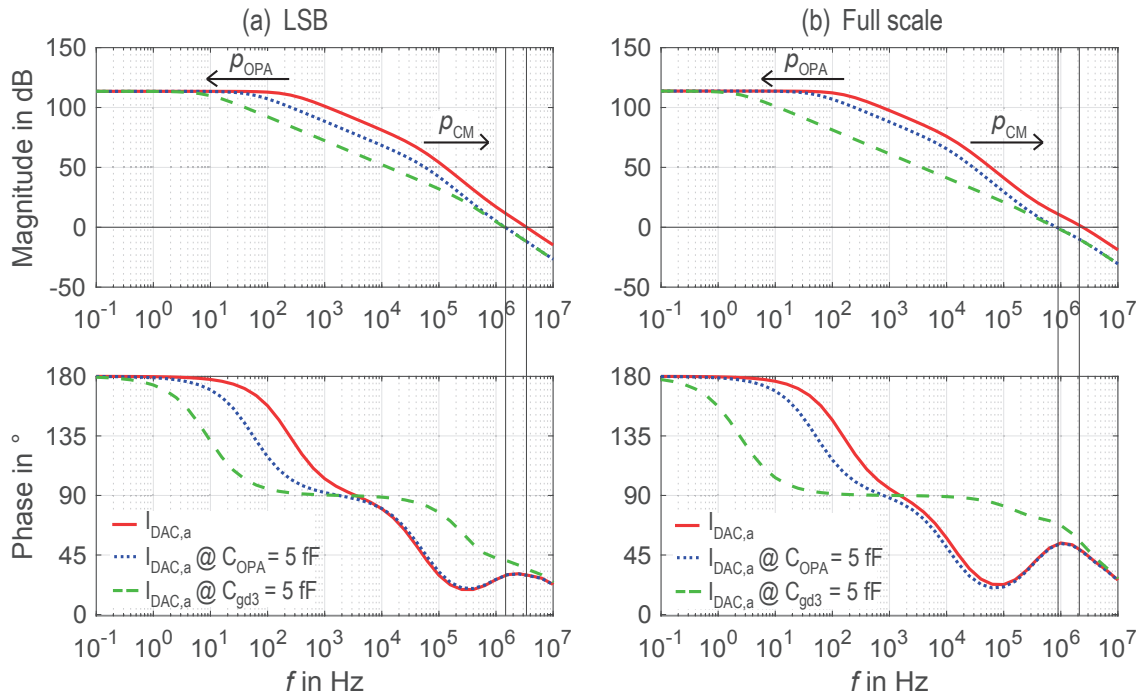 (a) LSB
(b) Full scale
Magnitude in dB
150
100
50
0
-50
p_OPA
p_CM
10^-1 10^0 10^1 10^2 10^3 10^4 10^5 10^6 10^7
150
100
50
0
-50
p_OPA
p_CM
10^-1 10^0 10^1 10^2 10^3 10^4 10^5 10^6 10^7
Phase in °
180
135
90
45
0
I_DAC,a
I_DAC,a @ C_OPA = 5 fF
I_DAC,a @ C_gd3 = 5 fF
10^-1 10^0 10^1 10^2 10^3 10^4 10^5 10^6 10^7
f in Hz
180
135
90
45
0
I_DAC,a
I_DAC,a @ C_OPA = 5 fF
I_DAC,a @ C_gd3 = 5 fF
10^-1 10^0 10^1 10^2 10^3 10^4 10^5 10^6 10^7
f in Hz